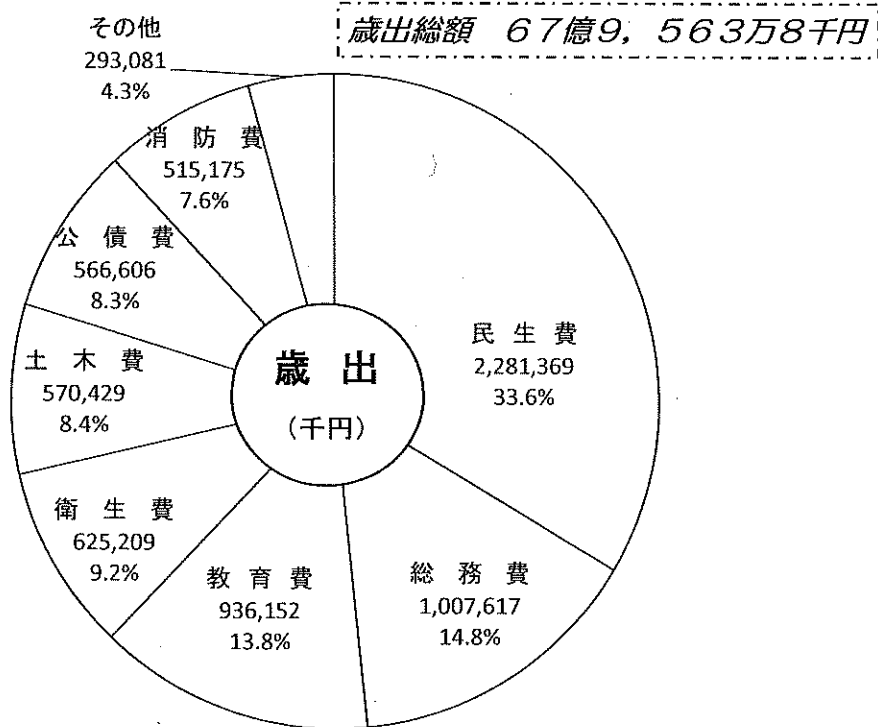 歳出総額 67億9,563万8千円
その他
293,081
4.3%
消防費
515,175
7.6%
公債費
566,606
8.3%
土木費
570,429
8.4%
衛生費
625,209
9.2%
教育費
936,152
13.8%
総務費
1,007,617
14.8%
民生費
2,281,369
33.6%
歳出
(千円)